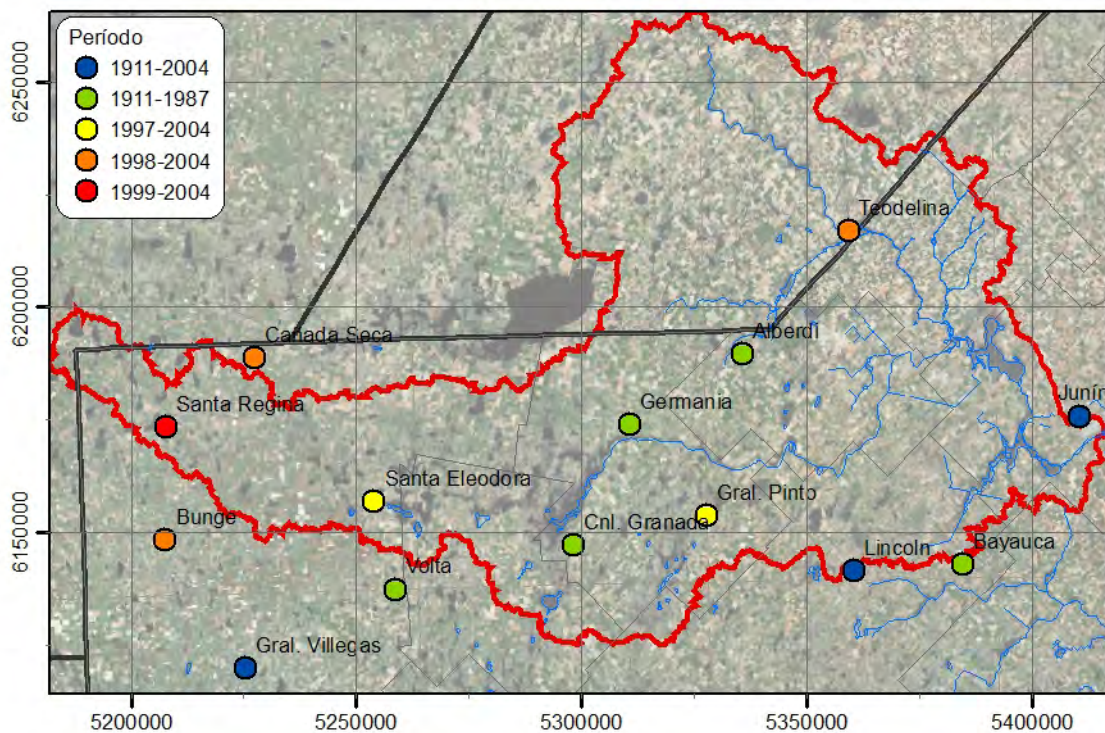 Período
1911-2004
1911-1987
1997-2004
1998-2004
1999-2004
6250000
6200000
6150000
Teodelina
Cañada Seca
Alberdi
Santa Regina
Germania
Junín
Santa Eleodora
Gral. Pinto
Bunge
Cnl. Granada
Lincoln
Bayauca
Volta
Gral. Villegas
5200000
5250000
5300000
5350000
5400000